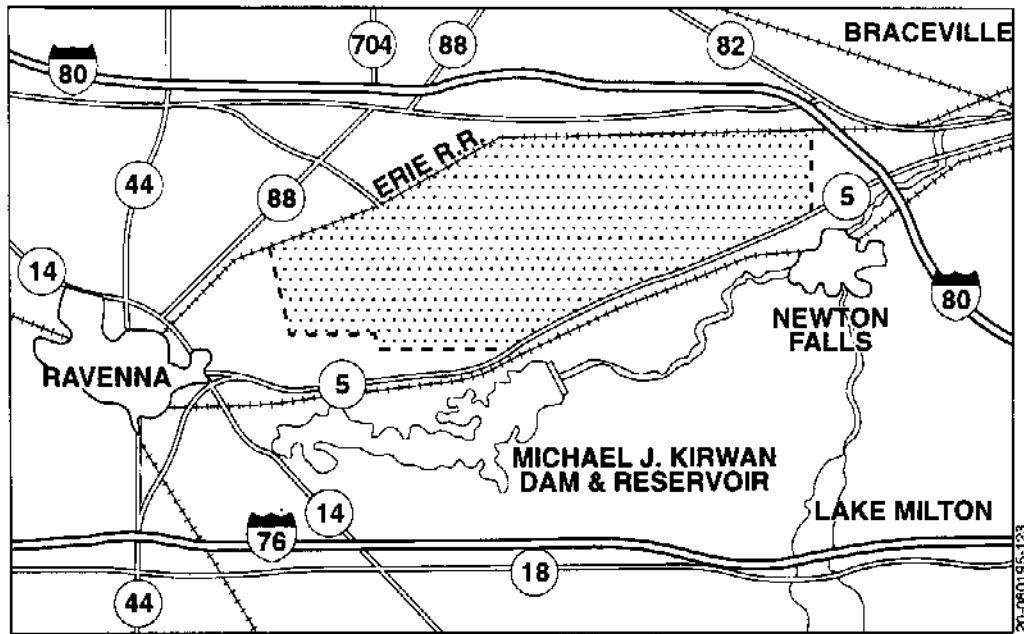 704
88
82
BRACEVILLE
80
ERIE R.R.
44
88
5
14
80
NEWTON
FALLS
RAVENNA
5
MICHAEL J. KIRWAN
DAM & RESERVOIR
14
LAKE MILTON
76
18
44
20-080195-123